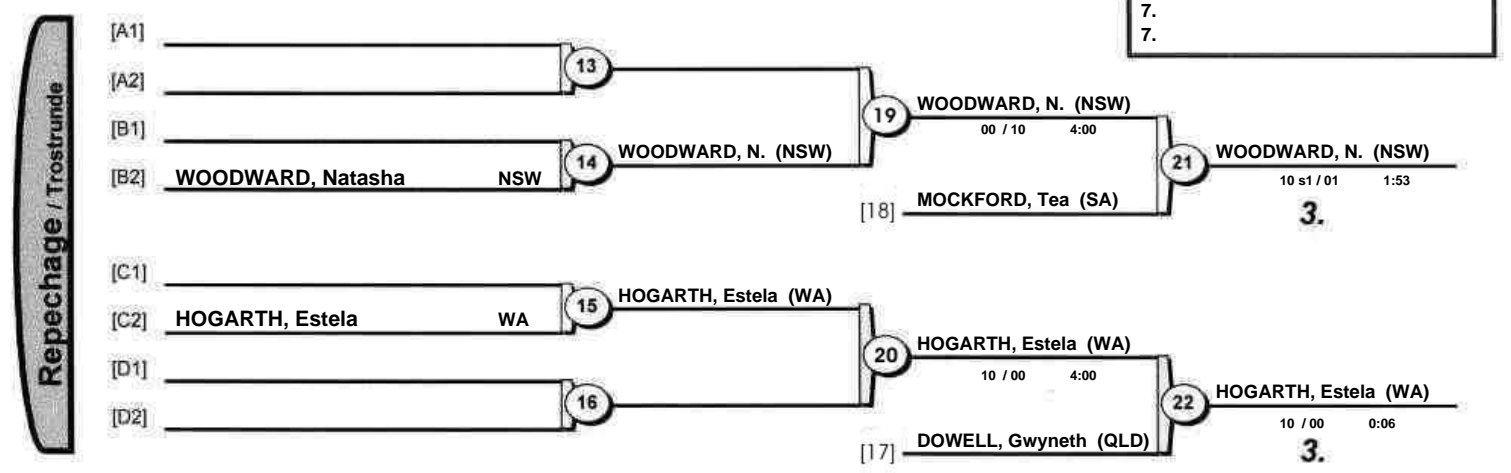 7.
7.
Repechage / Trostrunde
[A1]
13
[A2]
19
WOODWARD, N. (NSW)
00 / 10 4:00
[B1]
14
WOODWARD, N. (NSW)
21
WOODWARD, N. (NSW)
10 s1 / 01 1:53
3.
[B2] WOODWARD, Natasha NSW
[18] MOCKFORD, Tea (SA)
[C1]
15
HOGARTH, Estela (WA)
[C2] HOGARTH, Estela WA
20
HOGARTH, Estela (WA)
10 / 00 4:00
[D1]
16
22
HOGARTH, Estela (WA)
10 / 00 0:06
3.
[D2]
[17] DOWELL, Gwyneth (QLD)